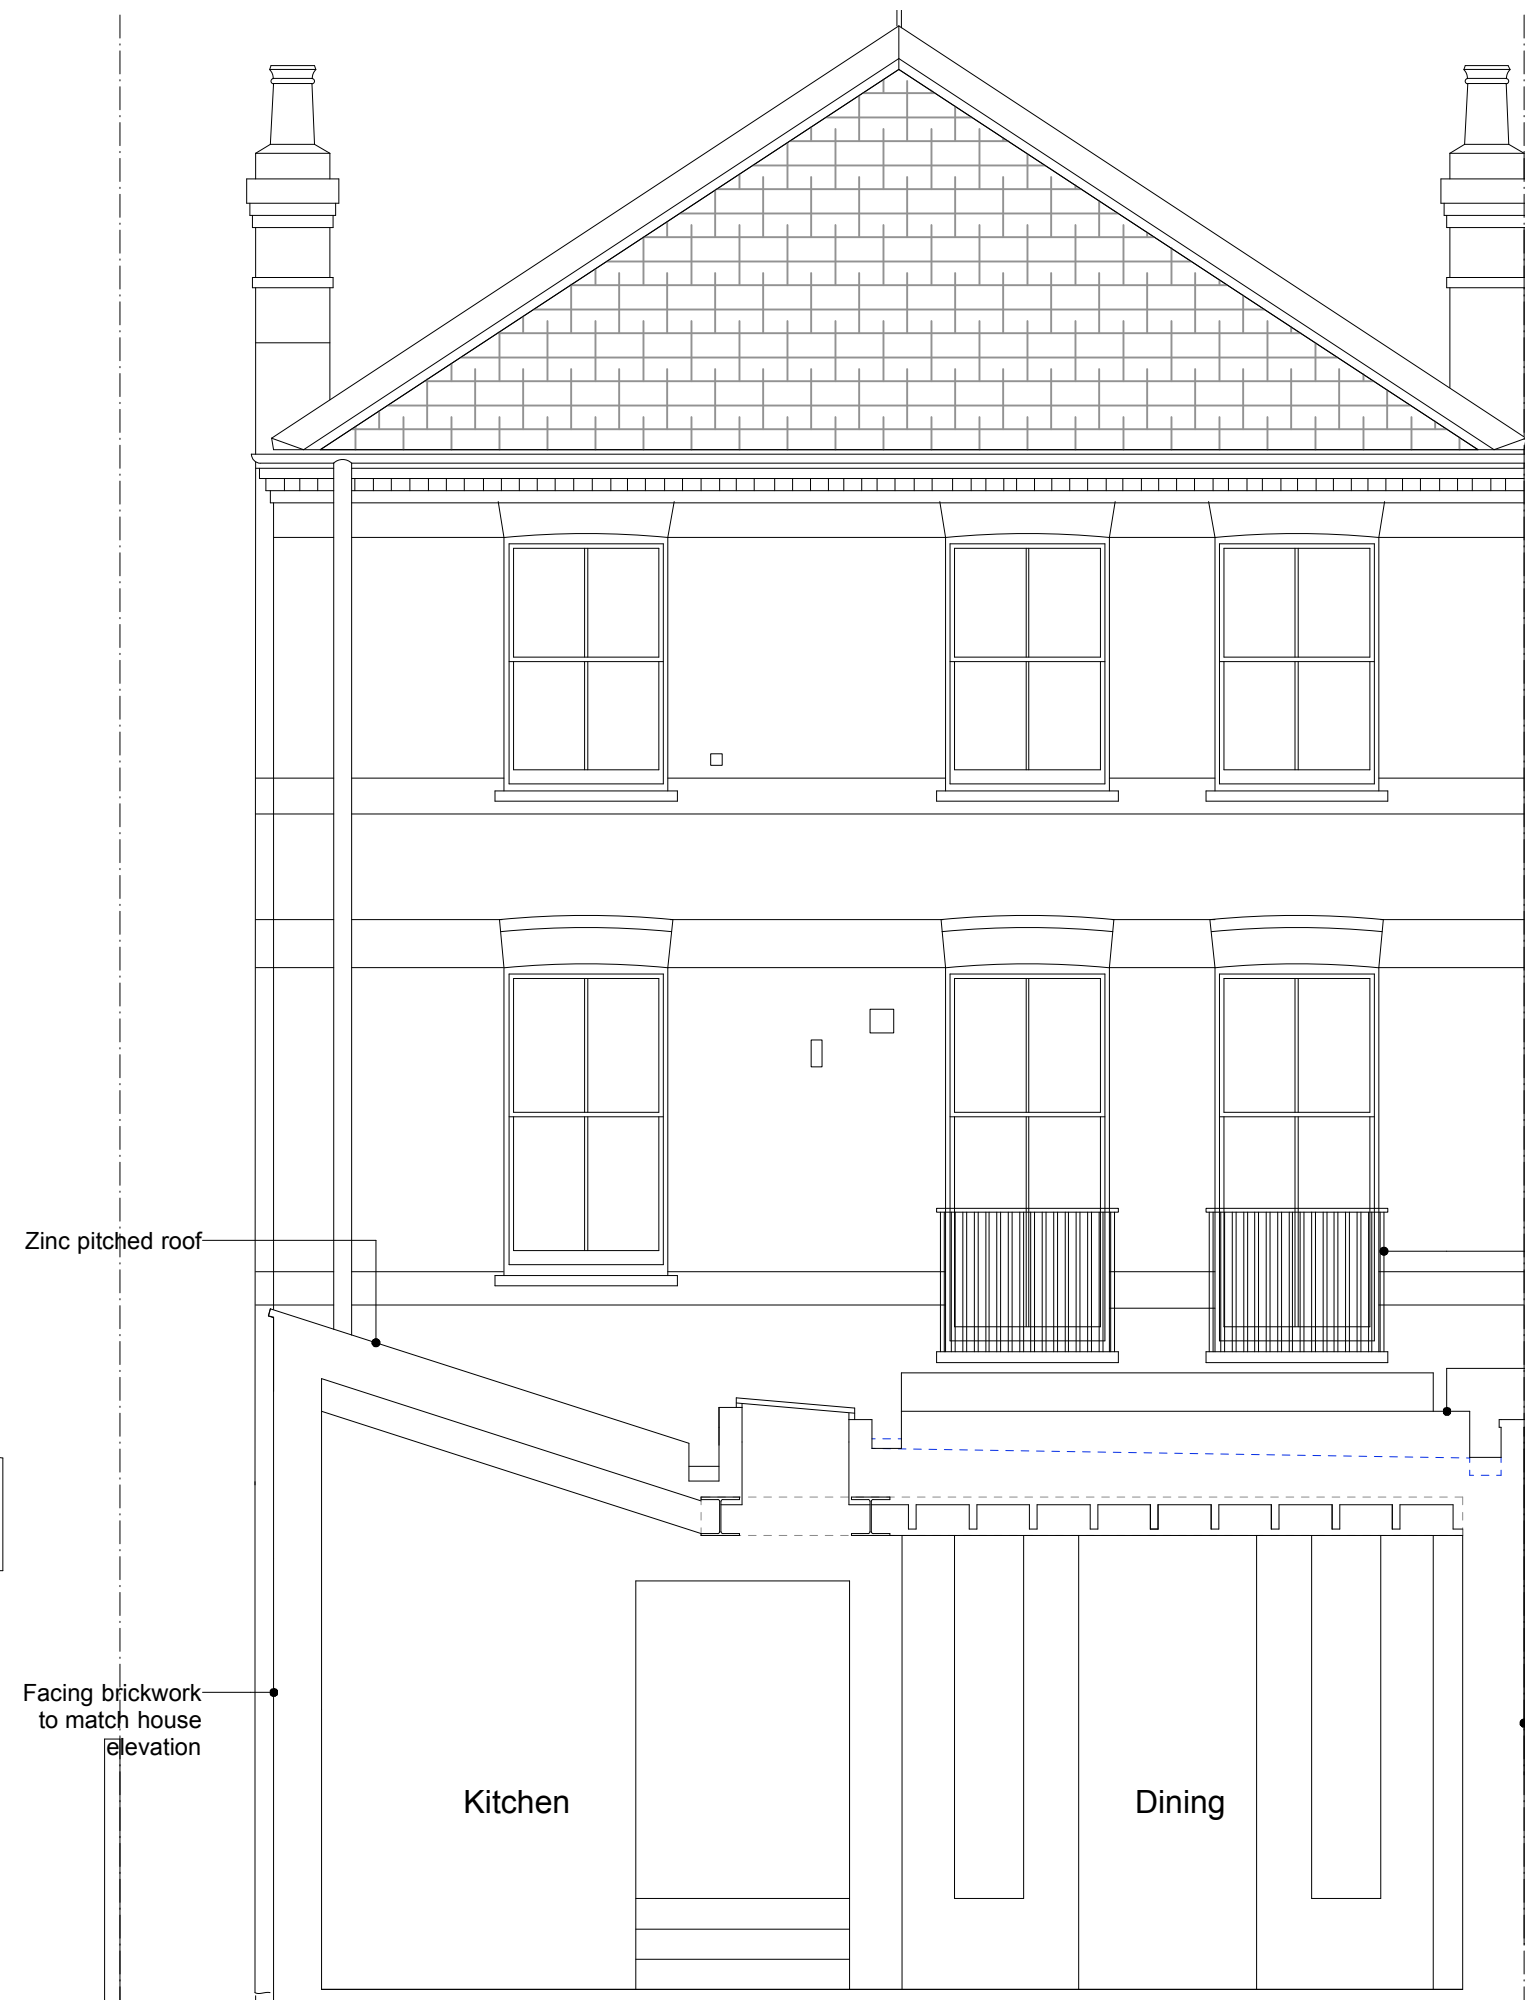 Zinc pitched roof
Facing brickwork
to match house
elevation
Kitchen
Dining